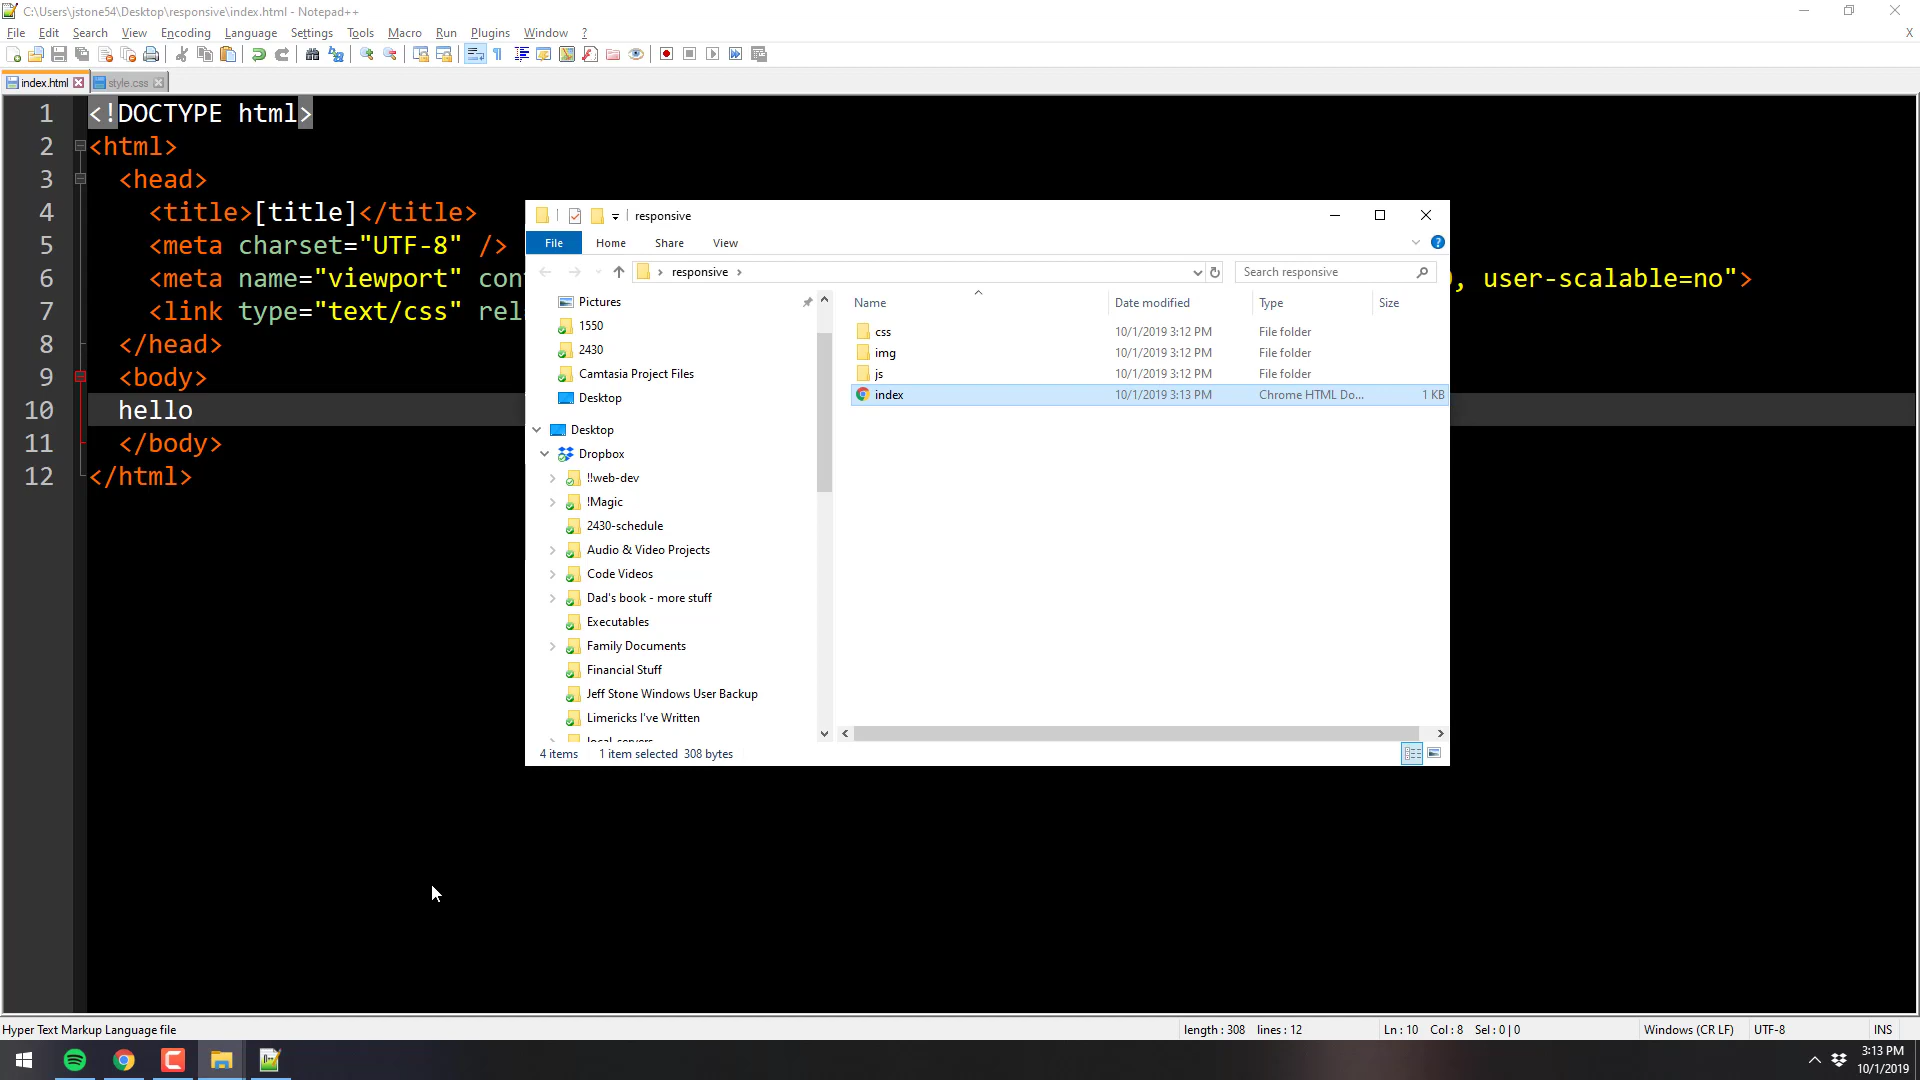 C:\Users\jstone54\Desktop\responsive\index.html - Notepad++
File Edit Search View Encoding Language Settings Tools Macro Run Plugins Window ? X
index.html style.css
1 <!DOCTYPE html>
2 <html>
3 <head>
4 <title>[title]</title>
5 <meta charset="UTF-8" />
6 <meta name="viewport" con , user-scalable=no">
7 <link type="text/css" rel
8 </head>
9 <body>
10 hello
11 </body>
12 </html>
responsive
File Home Share View
responsive Search responsive
Name Date modified Type Size
Pictures
1550
2430
Camtasia Project Files
Desktop
Desktop
Dropbox
!!web-dev
!Magic
2430-schedule
Audio & Video Projects
Code Videos
Dad's book - more stuff
Executables
Family Documents
Financial Stuff
Jeff Stone Windows User Backup
Limericks I've Written
css 10/1/2019 3:12 PM File folder
img 10/1/2019 3:12 PM File folder
js 10/1/2019 3:12 PM File folder
index 10/1/2019 3:13 PM Chrome HTML Do... 1 KB
4 items 1 item selected 308 bytes
Hyper Text Markup Language file length : 308 lines : 12 Ln : 10 Col : 8 Sel : 0 | 0 Windows (CR LF) UTF-8 INS
3:13 PM
10/1/2019